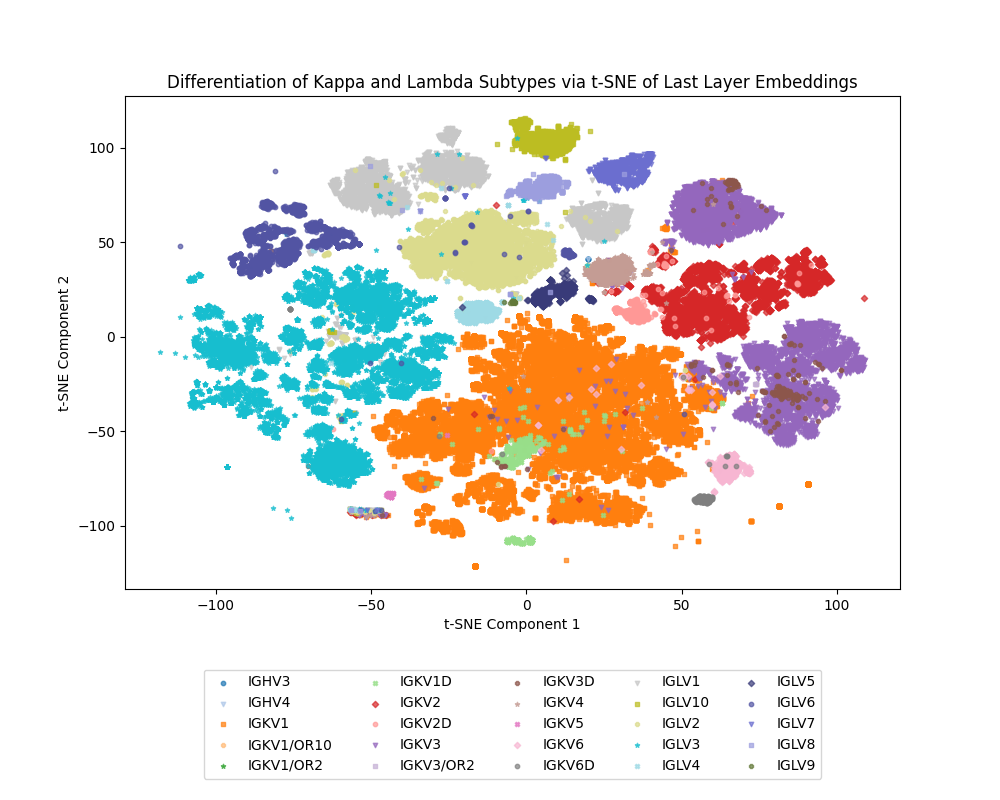 Differentiation of Kappa and Lambda Subtypes via t-SNE of Last Layer Embeddings
t-SNE Component 2
100
50
0
−50
−100
−100
−50
0
50
100
t-SNE Component 1
IGHV3
IGHV4
IGKV1
IGKV1/OR10
IGKV1/OR2
IGKV1D
IGKV2
IGKV2D
IGKV3
IGKV3/OR2
IGKV3D
IGKV4
IGKV5
IGKV6
IGKV6D
IGLV1
IGLV10
IGLV2
IGLV3
IGLV4
IGLV5
IGLV6
IGLV7
IGLV8
IGLV9